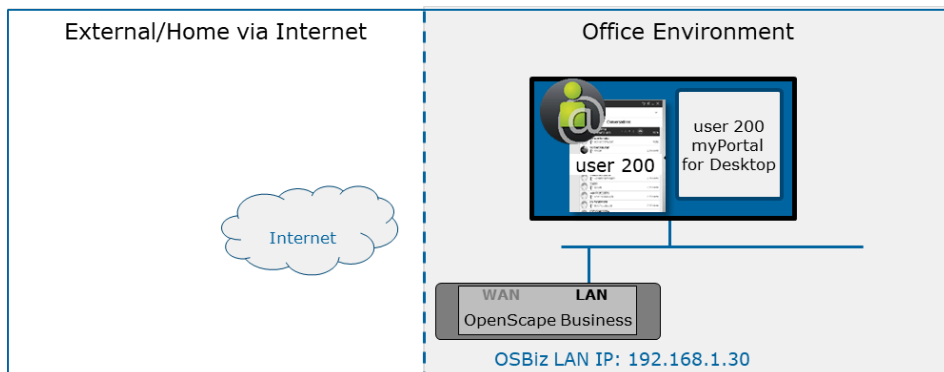 External/Home via Internet
Office Environment
user 200
user 200
myPortal
for Desktop
Internet
WAN LAN
OpenScape Business
OSBiz LAN IP: 192.168.1.30